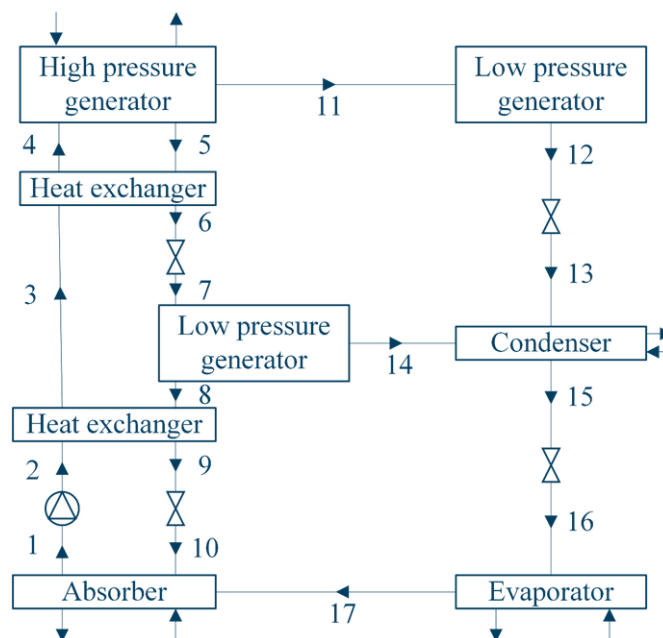 High pressure
generator
Low pressure
generator
11
4
5
12
Heat exchanger
6
13
3
7
Low pressure
generator
14
Condenser
8
15
Heat exchanger
2
9
16
1
10
Absorber
17
Evaporator